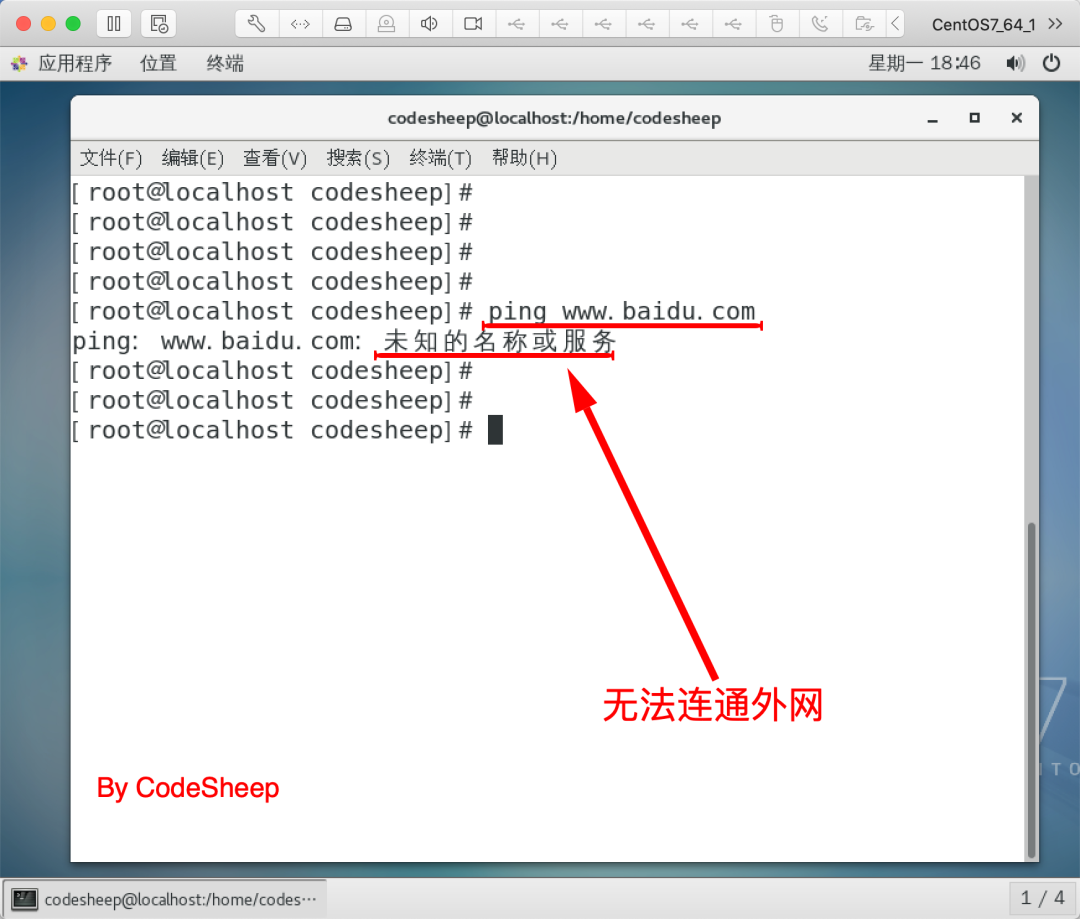 CentOS7_64_1
应用程序 位置 终端 星期一 18:46
codesheep@localhost:/home/codesheep
文件(F) 编辑(E) 查看(V) 搜索(S) 终端(T) 帮助(H)
[root@localhost codesheep]#
[root@localhost codesheep]#
[root@localhost codesheep]#
[root@localhost codesheep]#
[root@localhost codesheep]# ping www.baidu.com
ping: www.baidu.com: 未知的名称或服务
[root@localhost codesheep]#
[root@localhost codesheep]#
[root@localhost codesheep]#
无法连通外网
7
NTO
By CodeSheep
codesheep@localhost:/home/codes…
1 / 4